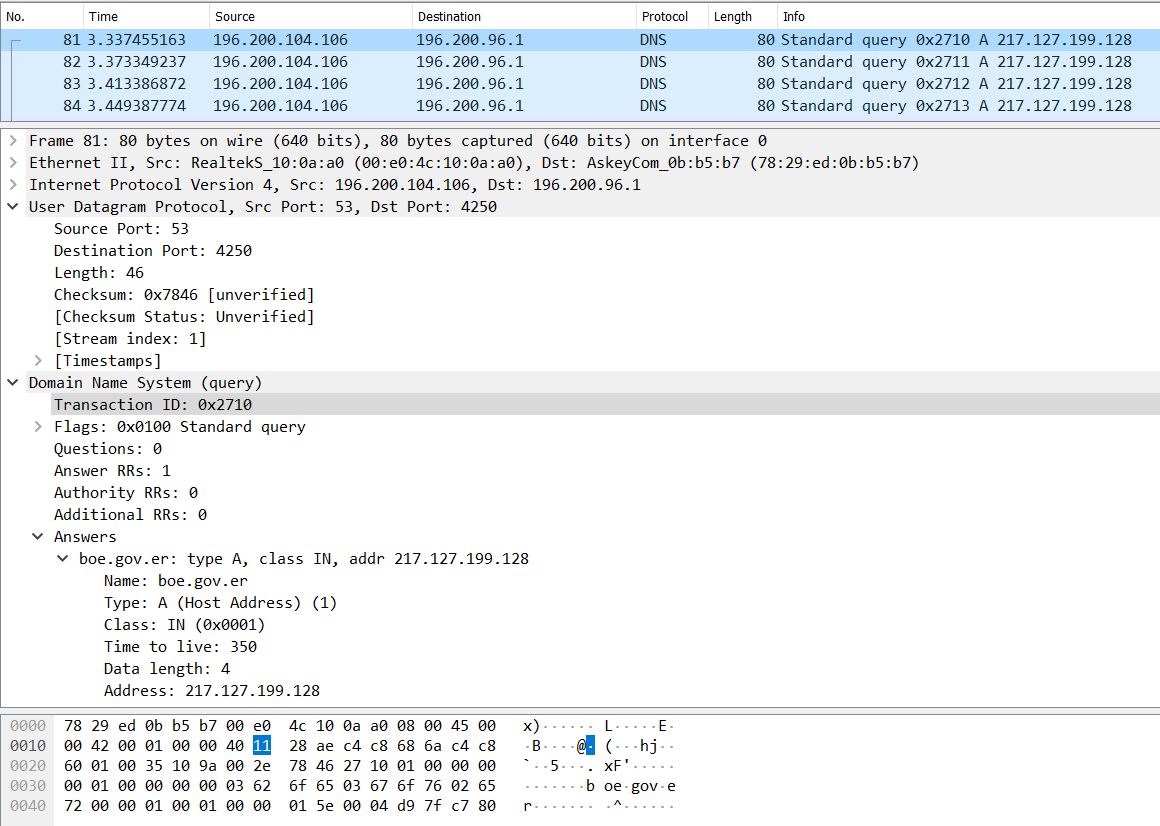 No. Time Source Destination Protocol Length Info
81 3.337455163 196.200.104.106 196.200.96.1 DNS 80 Standard query 0x2710 A 217.127.199.128
82 3.373349237 196.200.104.106 196.200.96.1 DNS 80 Standard query 0x2711 A 217.127.199.128
83 3.413386872 196.200.104.106 196.200.96.1 DNS 80 Standard query 0x2712 A 217.127.199.128
84 3.449387774 196.200.104.106 196.200.96.1 DNS 80 Standard query 0x2713 A 217.127.199.128
Frame 81: 80 bytes on wire (640 bits), 80 bytes captured (640 bits) on interface 0
Ethernet II, Src: RealtekS_10:0a:a0 (00:e0:4c:10:0a:a0), Dst: AskeyCom_0b:b5:b7 (78:29:ed:0b:b5:b7)
Internet Protocol Version 4, Src: 196.200.104.106, Dst: 196.200.96.1
User Datagram Protocol, Src Port: 53, Dst Port: 4250
Source Port: 53
Destination Port: 4250
Length: 46
Checksum: 0x7846 [unverified]
[Checksum Status: Unverified]
[Stream index: 1]
[Timestamps]
Domain Name System (query)
Transaction ID: 0x2710
Flags: 0x0100 Standard query
Questions: 0
Answer RRs: 1
Authority RRs: 0
Additional RRs: 0
Answers
boe.gov.er: type A, class IN, addr 217.127.199.128
Name: boe.gov.er
Type: A (Host Address) (1)
Class: IN (0x0001)
Time to live: 350
Data length: 4
Address: 217.127.199.128
0000 78 29 ed 0b b5 b7 00 e0 4c 10 0a a0 08 00 45 00 x)······ L·····E·
0010 00 42 00 01 00 00 40 11 28 ae c4 c8 68 6a c4 c8 ·B····@· (···hj··
0020 60 01 00 35 10 9a 00 2e 78 46 27 10 01 00 00 00 `··5···. xF'·····
0030 00 01 00 00 00 00 03 62 6f 65 03 67 6f 76 02 65 ·······b oe·gov·e
0040 72 00 00 01 00 01 00 00 01 5e 00 04 d9 7f c7 80 r······· ·^······